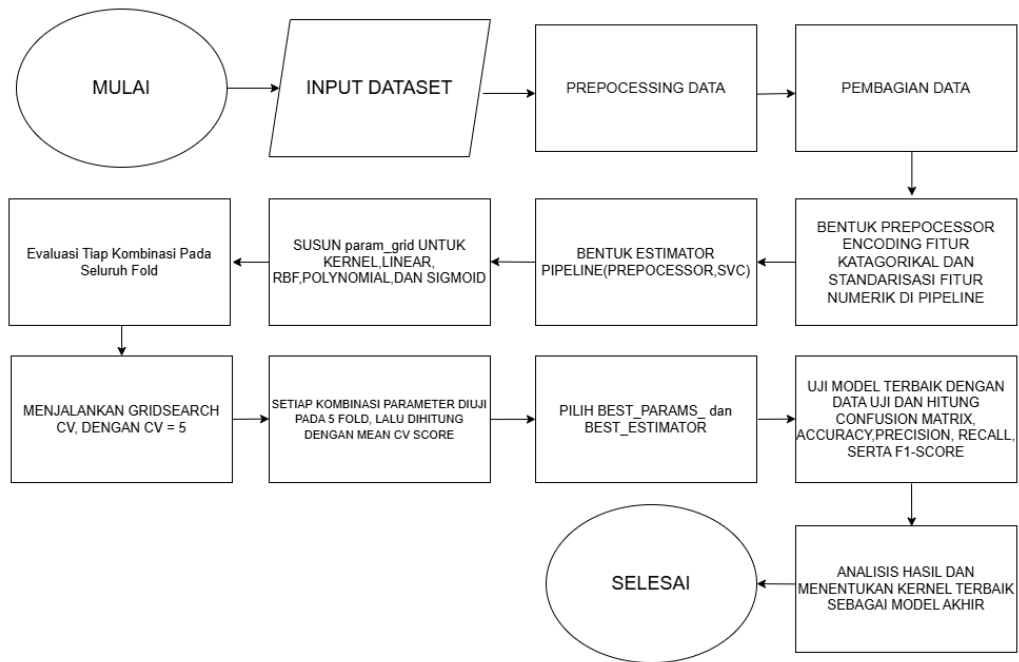 MULAI
INPUT DATASET
PREPOCESSING DATA
PEMBAGIAN DATA
BENTUK PREPOCESSOR
ENCODING FITUR
KATAGORIKAL DAN
STANDARISASI FITUR
NUMERIK DI PIPELINE
BENTUK ESTIMATOR
PIPELINE(PREPOCESSOR,SVC)
SUSUN param_grid UNTUK
KERNEL,LINEAR,
RBF,POLYNOMIAL,DAN SIGMOID
Evaluasi Tiap Kombinasi Pada
Seluruh Fold
MENJALANKAN GRIDSEARCH
CV, DENGAN CV = 5
SETIAP KOMBINASI PARAMETER DIUJI
PADA 5 FOLD, LALU DIHITUNG
DENGAN MEAN CV SCORE
PILIH BEST_PARAMS_ dan
BEST_ESTIMATOR
UJI MODEL TERBAIK DENGAN
DATA UJI DAN HITUNG
CONFUSION MATRIX,
ACCURACY,PRECISION, RECALL,
SERTA F1-SCORE
ANALISIS HASIL DAN
MENENTUKAN KERNEL TERBAIK
SEBAGAI MODEL AKHIR
SELESAI